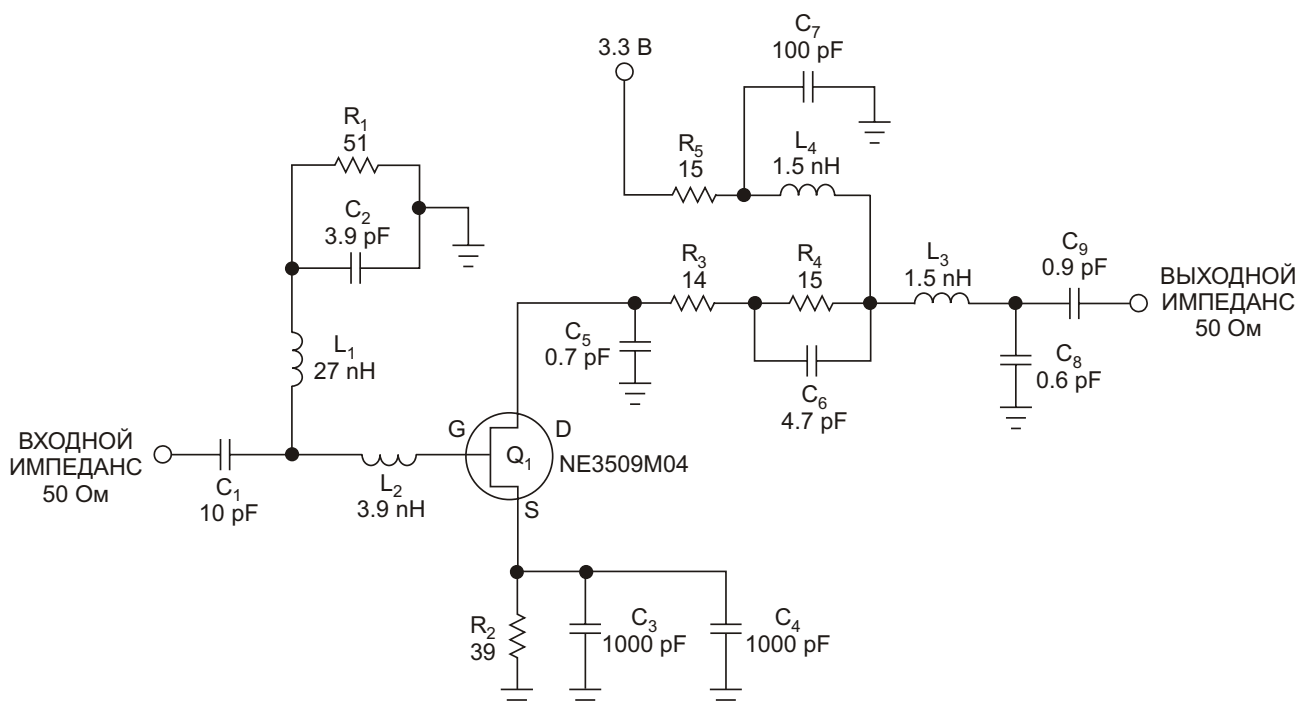 C7
100 pF
3.3 В
R1
51
R5
15
L4
1.5 nH
C2
3.9 pF
R3
14
R4
15
L3
1.5 nH
C9
0.9 pF
ВЫХОДНОЙ
ИМПЕДАНС
50 Ом
L1
27 nH
C5
0.7 pF
C6
4.7 pF
C8
0.6 pF
ВХОДНОЙ
ИМПЕДАНС
50 Ом
C1
10 pF
L2
3.9 nH
G
D
Q1
S
NE3509M04
R2
39
C3
1000 pF
C4
1000 pF